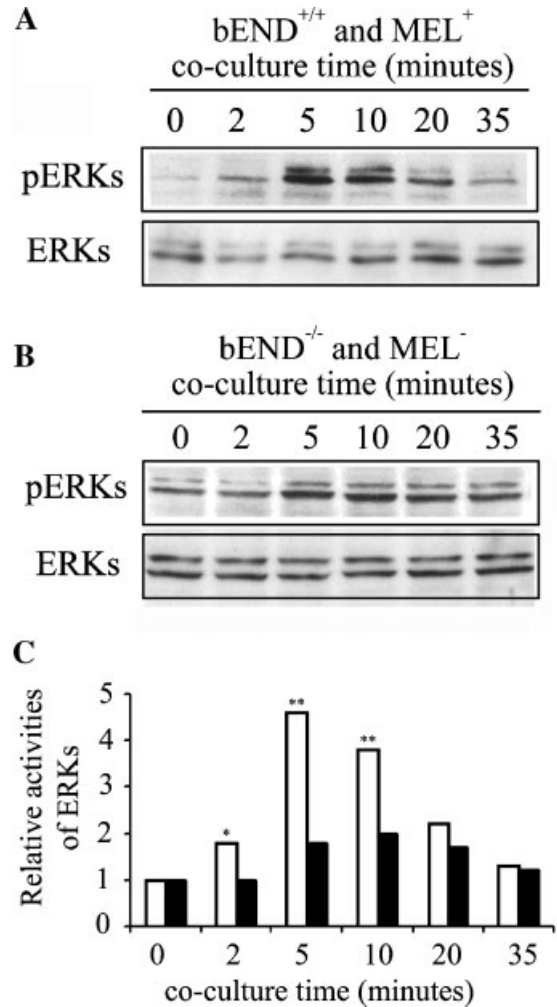 A
bEND+/+ and MEL+
co-culture time (minutes)
0 2 5 10 20 35
pERKs
ERKs
B
bEND-/- and MEL-
co-culture time (minutes)
0 2 5 10 20 35
pERKs
ERKs
C
Relative activities
of ERKs
5
4
3
2
1
0
*
**
**
0 2 5 10 20 35
co-culture time (minutes)